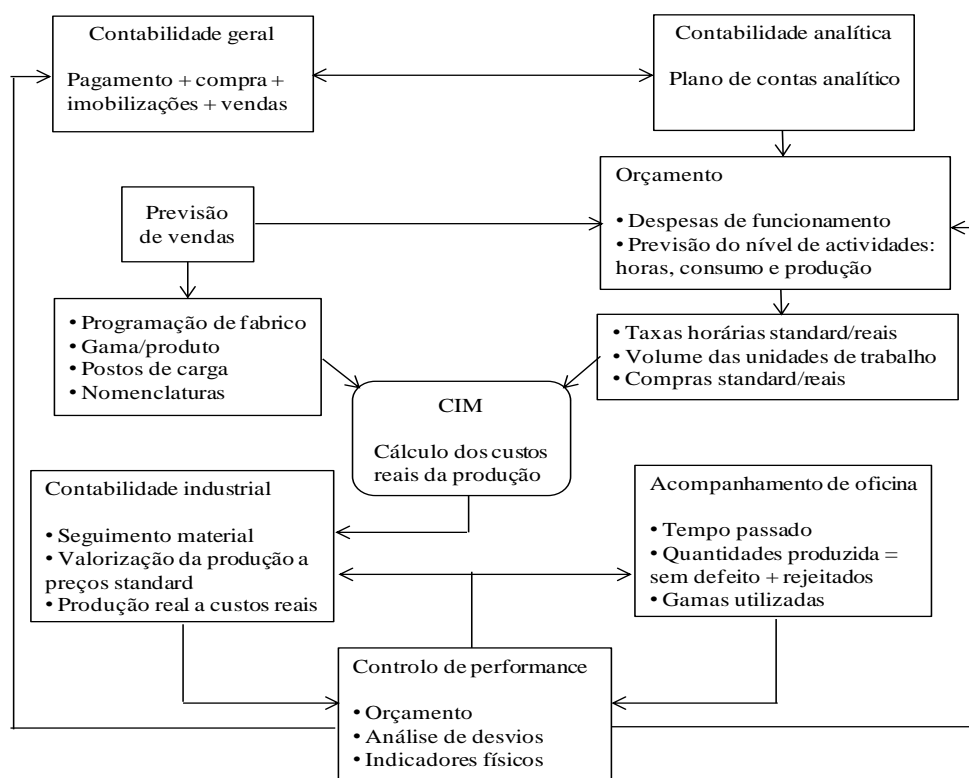 Contabilidade geral
Pagamento + compra +
imobilizações + vendas
Contabilidade analítica
Plano de contas analítico
Orçamento
• Despesas de funcionamento
• Previsão do nível de actividades:
horas, consumo e produção
Previsão
de vendas
• Programação de fabrico
• Gama/produto
• Postos de carga
• Nomenclaturas
• Taxas horárias standard/reais
• Volume das unidades de trabalho
• Compras standard/reais
CIM
Cálculo dos custos
reais da produção
Contabilidade industrial
• Seguimento material
• Valorização da produção a
preços standard
• Produção real a custos reais
Acompanhamento de oficina
• Tempo passado
• Quantidades produzida =
sem defeito + rejeitados
• Gamas utilizadas
Controlo de performance
• Orçamento
• Análise de desvios
• Indicadores físicos